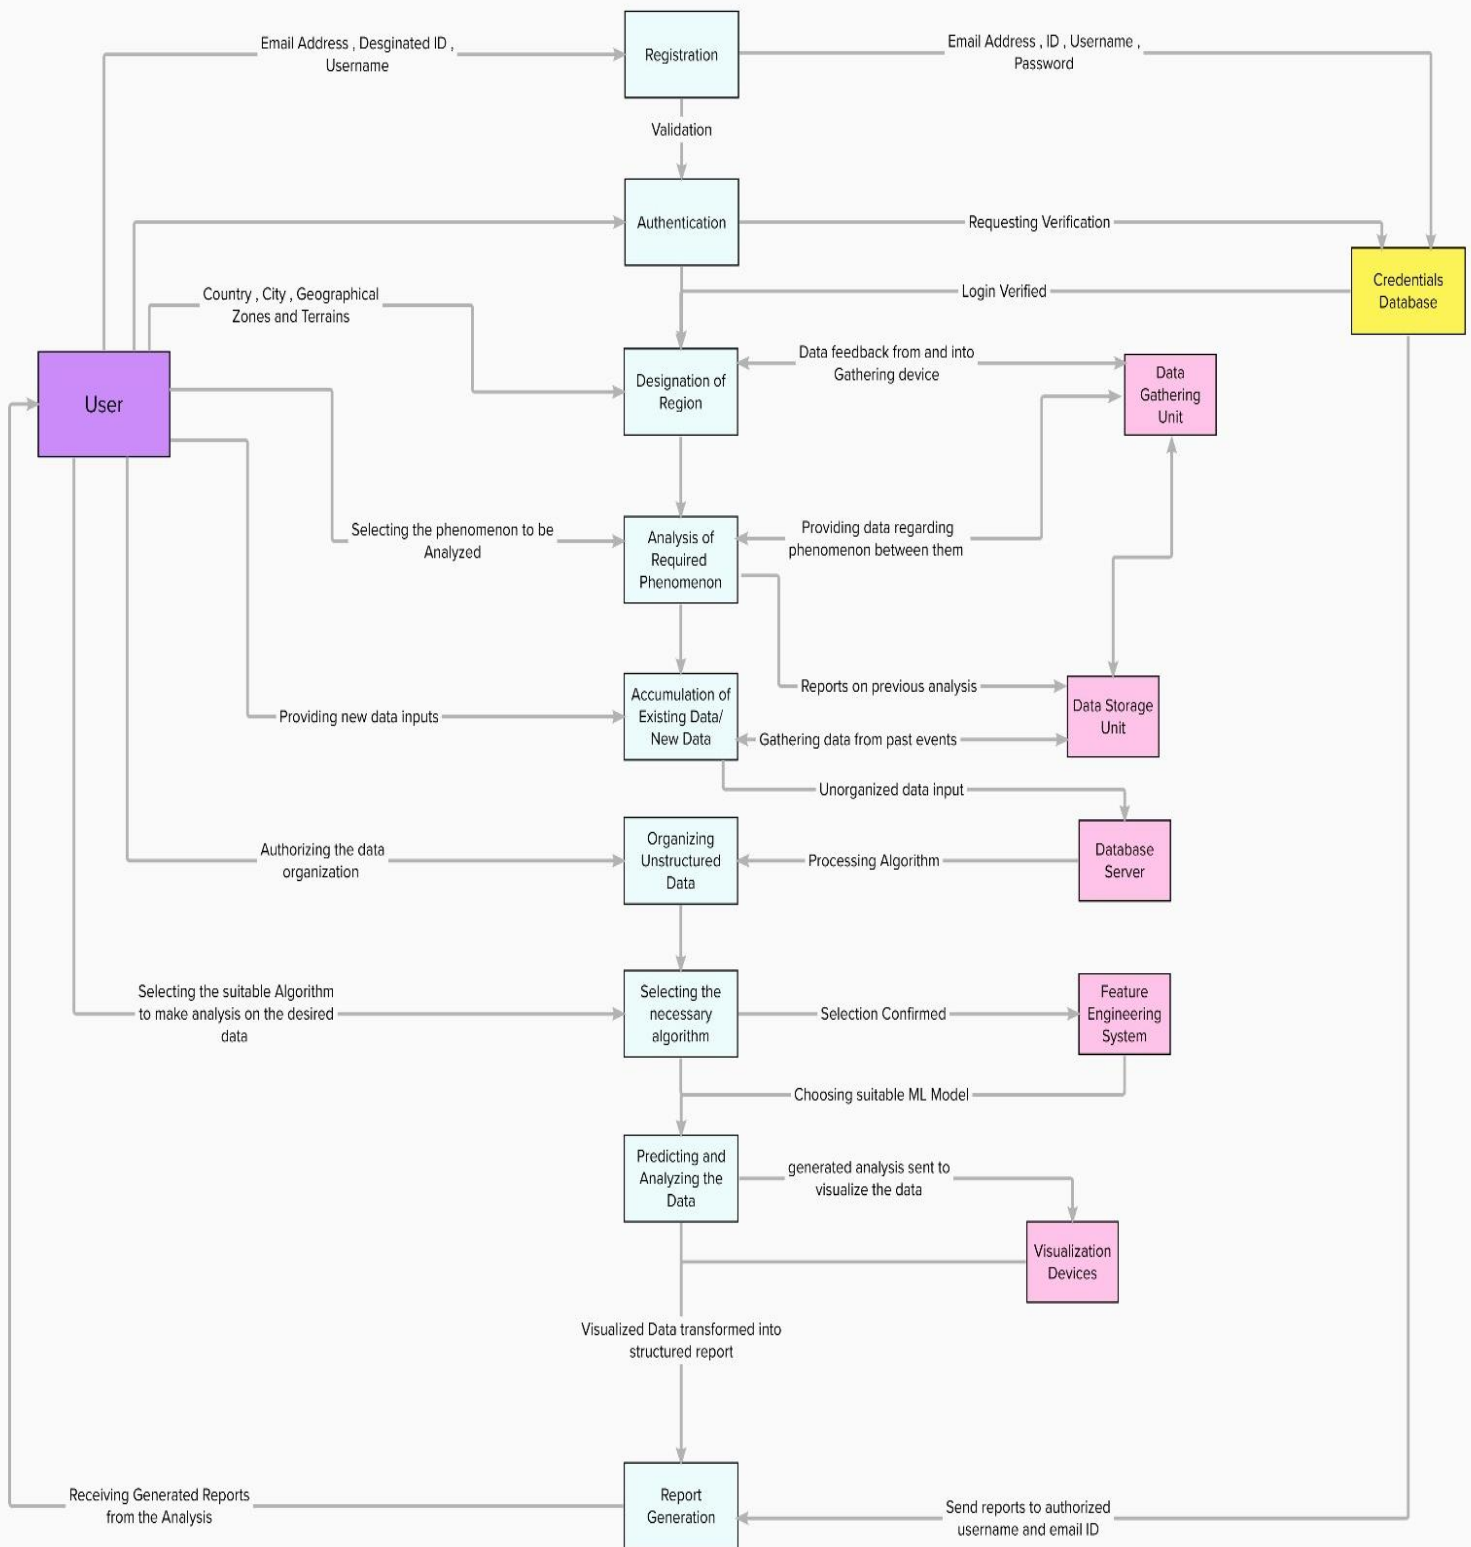 Email Address , Desginated ID ,
Username
Registration
Email Address , ID , Username ,
Password
Validation
Authentication
Requesting Verification
Credentials
Database
Login Verified
Country , City , Geographical
Zones and Terrains
User
Designation of
Region
Data feedback from and into
Gathering device
Data
Gathering
Unit
Selecting the phenomenon to be
Analyzed
Analysis of
Required
Phenomenon
Providing data regarding
phenomenon between them
Reports on previous analysis
Accumulation of
Existing Data/
New Data
Providing new data inputs
Gathering data from past events
Data Storage
Unit
Unorganized data input
Authorizing the data
organization
Organizing
Unstructured
Data
Processing Algorithm
Database
Server
Selecting the suitable Algorithm
to make analysis on the desired
data
Selecting the
necessary
algorithm
Selection Confirmed
Feature
Engineering
System
Choosing suitable ML Model
Predicting and
Analyzing the
Data
generated analysis sent to
visualize the data
Visualization
Devices
Visualized Data transformed into
structured report
Receiving Generated Reports
from the Analysis
Report
Generation
Send reports to authorized
username and email ID